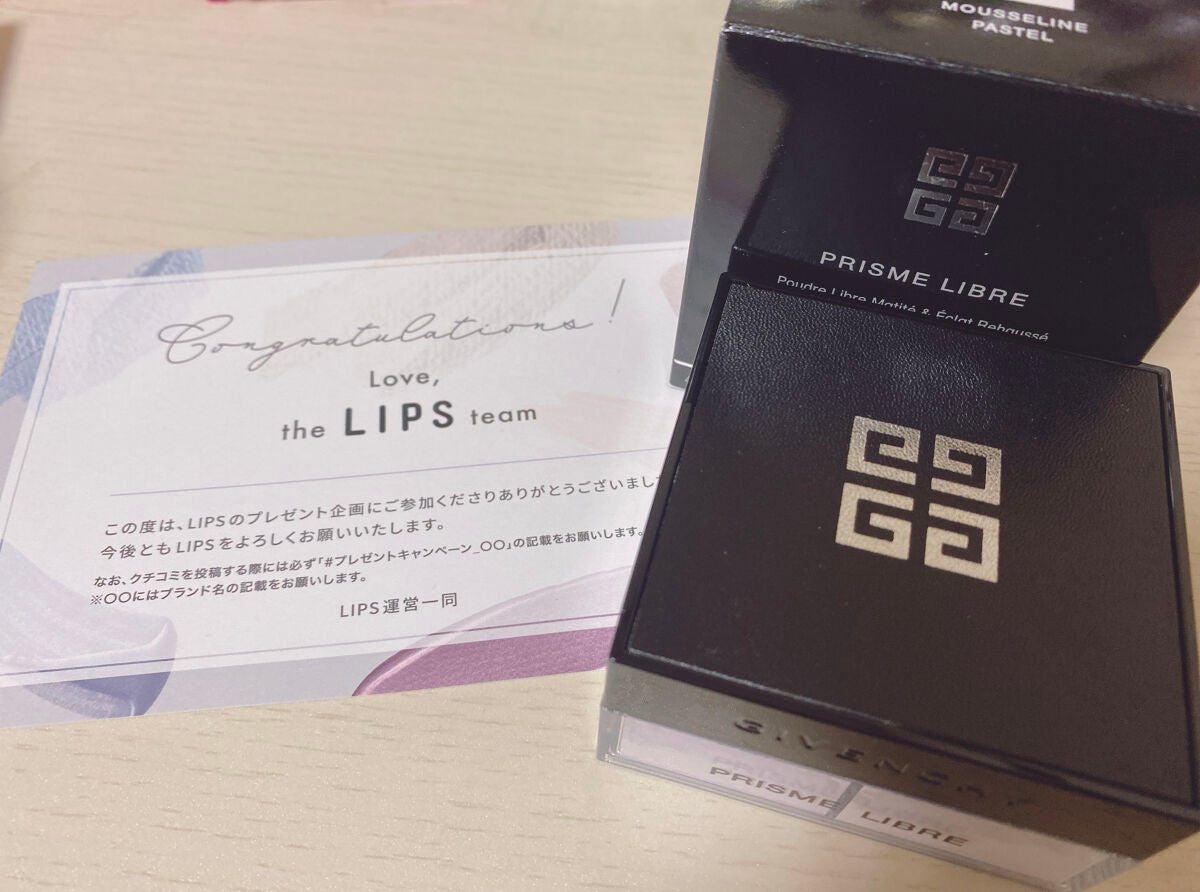 MOUSSELINE
PASTEL
PRISME LIBRE
Poudre Libre Matité & Éclat Rehaussé
Congratulations!
Love,
the LIPS team
この度は、LIPSのプレゼント企画にご参加くださりありがとうございまし
今後ともLIPSをよろしくお願いいたします。
なお、クチコミを投稿する際には必ず「#プレゼントキャンペーン_〇〇」の記載をお願いします。
※〇〇にはブランド名の記載をお願いします。
LIPS運営一同
GIVENCHY
PRISME LIBRE